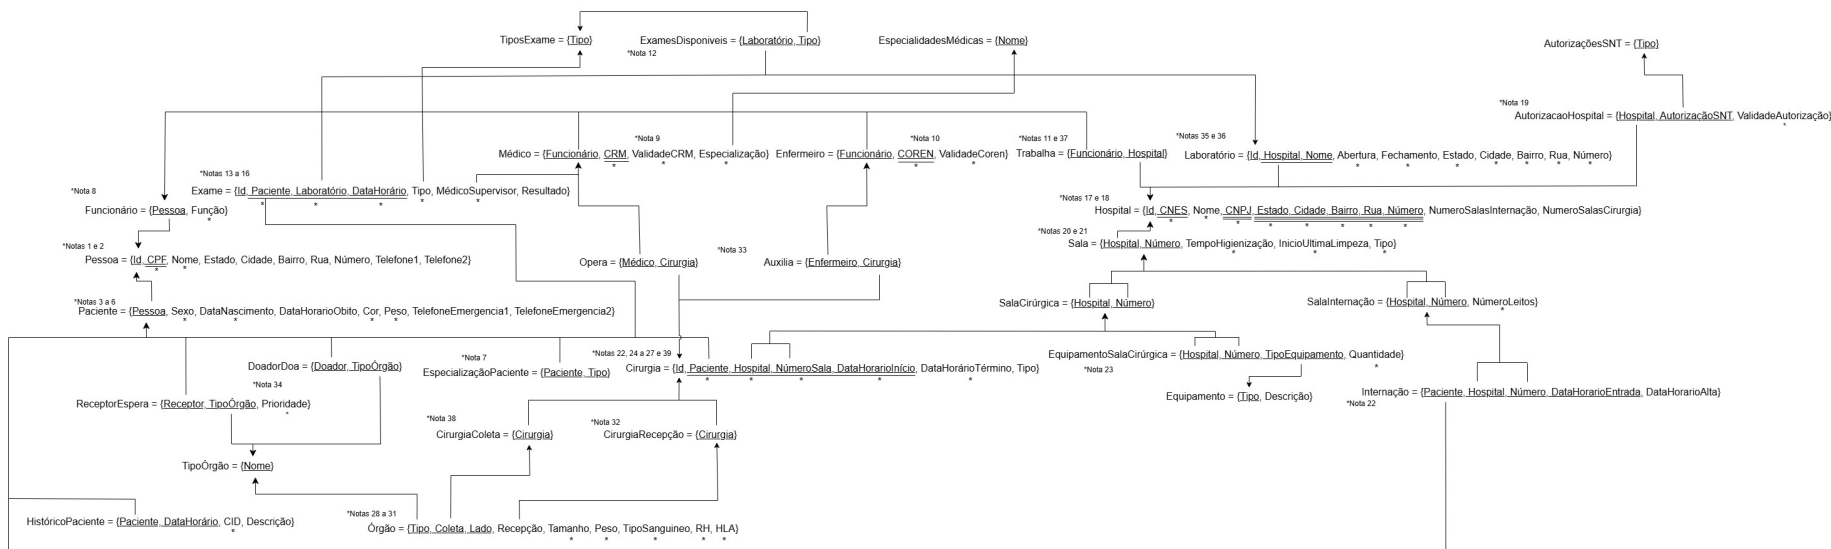 TiposExame = {Tipo}
ExamesDisponiveis = {Laboratório, Tipo}
EspecialidadesMédicas = {Nome}
AutorizaçõesSNT = {Tipo}
*Nota 12
*Nota 19
AutorizacaoHospital = {Hospital, AutorizaçãoSNT, ValidadeAutorização}
*
*Nota 9
*Nota 10
*Notas 11 e 37
*Notas 35 e 36
Médico = {Funcionário, CRM, ValidadeCRM, Especialização}
* * *
Enfermeiro = {Funcionário, COREN, ValidadeCoren}
* *
Trabalha = {Funcionário, Hospital}
Laboratório = {Id, Hospital, Nome, Abertura, Fechamento, Estado, Cidade, Bairro, Rua, Número}
* * * * * * *
*Notas 13 a 16
Exame = {Id, Paciente, Laboratório, DataHorário, Tipo, MédicoSupervisor, Resultado}
* * * * *
*Nota 8
Funcionário = {Pessoa, Função}
*
*Notas 17 e 18
Hospital = {Id, CNES, Nome, CNPJ, Estado, Cidade, Bairro, Rua, Número, NumeroSalasInternação, NumeroSalasCirurgia}
* * * * * * * *
*Notas 20 e 21
Sala = {Hospital, Número, TempoHigienização, InicioUltimaLimpeza, Tipo}
* * *
*Notas 1 e 2
Pessoa = {Id, CPF, Nome, Estado, Cidade, Bairro, Rua, Número, Telefone1, Telefone2}
* *
*Nota 33
Opera = {Médico, Cirurgia}
Auxilia = {Enfermeiro, Cirurgia}
*Notas 3 a 6
Paciente = {Pessoa, Sexo, DataNascimento, DataHorarioObito, Cor, Peso, TelefoneEmergencia1, TelefoneEmergencia2}
* * * *
SalaCirúrgica = {Hospital, Número}
SalaInternação = {Hospital, Número, NúmeroLeitos}
*
DoadorDoa = {Doador, TipoÓrgão}
*Nota 7
EspecializaçãoPaciente = {Paciente, Tipo}
*Notas 22, 24 a 27 e 39
Cirurgia = {Id, Paciente, Hospital, NúmeroSala, DataHorarioInício, DataHorárioTérmino, Tipo}
* * * * *
EquipamentoSalaCirúrgica = {Hospital, Número, TipoEquipamento, Quantidade}
*
*Nota 23
*Nota 34
ReceptorEspera = {Receptor, TipoÓrgão, Prioridade}
*
Equipamento = {Tipo, Descrição}
Internação = {Paciente, Hospital, Número, DataHorarioEntrada, DataHorarioAlta}
*Nota 22
*Nota 38
CirurgiaColeta = {Cirurgia}
*Nota 32
CirurgiaRecepção = {Cirurgia}
TipoÓrgão = {Nome}
HistóricoPaciente = {Paciente, DataHorário, CID, Descrição}
*
*Notas 28 a 31
Órgão = {Tipo, Coleta, Lado, Recepção, Tamanho, Peso, TipoSanguineo, RH, HLA}
* * * * *